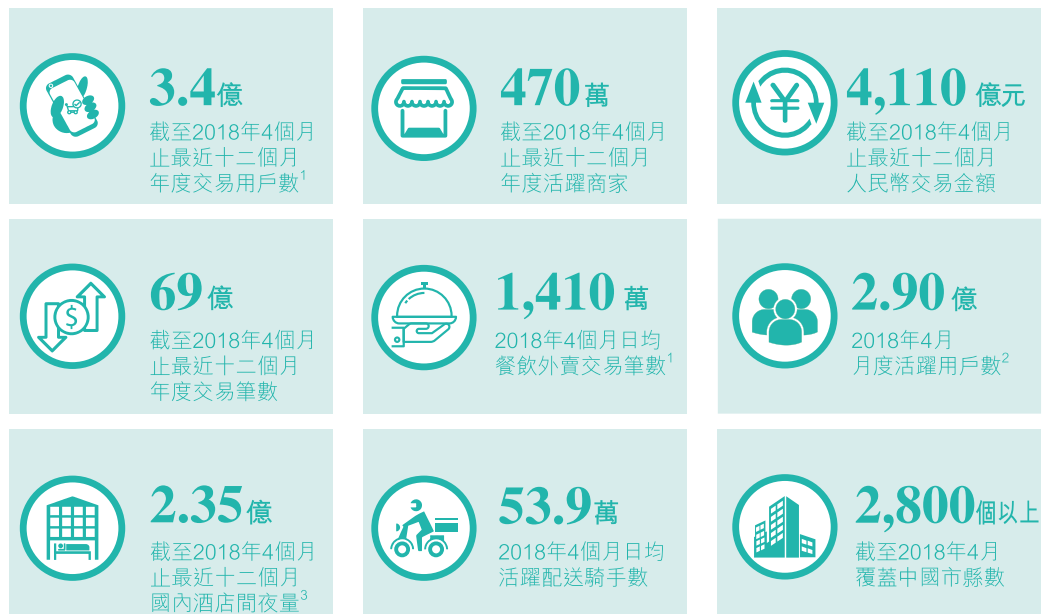 3.4億
截至2018年4個月
止最近十二個月
年度交易用戶數1
470萬
截至2018年4個月
止最近十二個月
年度活躍商家
¥
4,110 億元
截至2018年4個月
止最近十二個月
人民幣交易金額
$
69億
截至2018年4個月
止最近十二個月
年度交易筆數
1,410 萬
2018年4個月日均
餐飲外賣交易筆數1
2.90 億
2018年4月
月度活躍用戶數2
2.35億
截至2018年4個月
止最近十二個月
國內酒店間夜量3
53.9萬
2018年4個月日均
活躍配送騎手數
2,800個以上
截至2018年4月
覆蓋中國市縣數